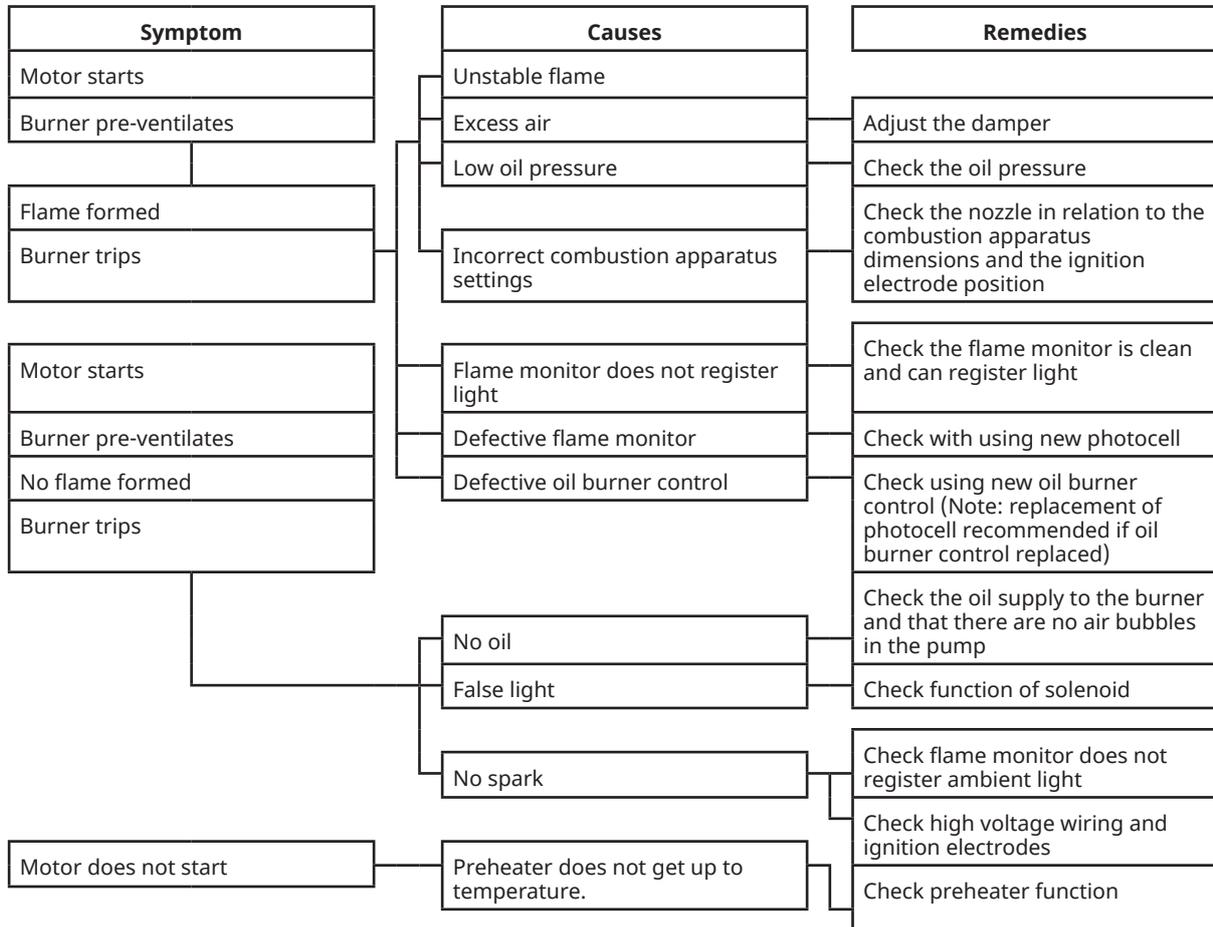 Symptom
Causes
Remedies
Motor starts
Unstable flame
Burner pre-ventilates
Excess air
Adjust the damper
Low oil pressure
Check the oil pressure
Flame formed
Check the nozzle in relation to the
combustion apparatus
dimensions and the ignition
electrode position
Burner trips
Incorrect combustion apparatus
settings
Motor starts
Flame monitor does not register
light
Check the flame monitor is clean
and can register light
Burner pre-ventilates
Defective flame monitor
Check with using new photocell
No flame formed
Defective oil burner control
Check using new oil burner
control (Note: replacement of
photocell recommended if oil
burner control replaced)
Burner trips
No oil
Check the oil supply to the burner
and that there are no air bubbles
in the pump
False light
Check function of solenoid
No spark
Check flame monitor does not
register ambient light
Check high voltage wiring and
ignition electrodes
Motor does not start
Preheater does not get up to
temperature.
Check preheater function